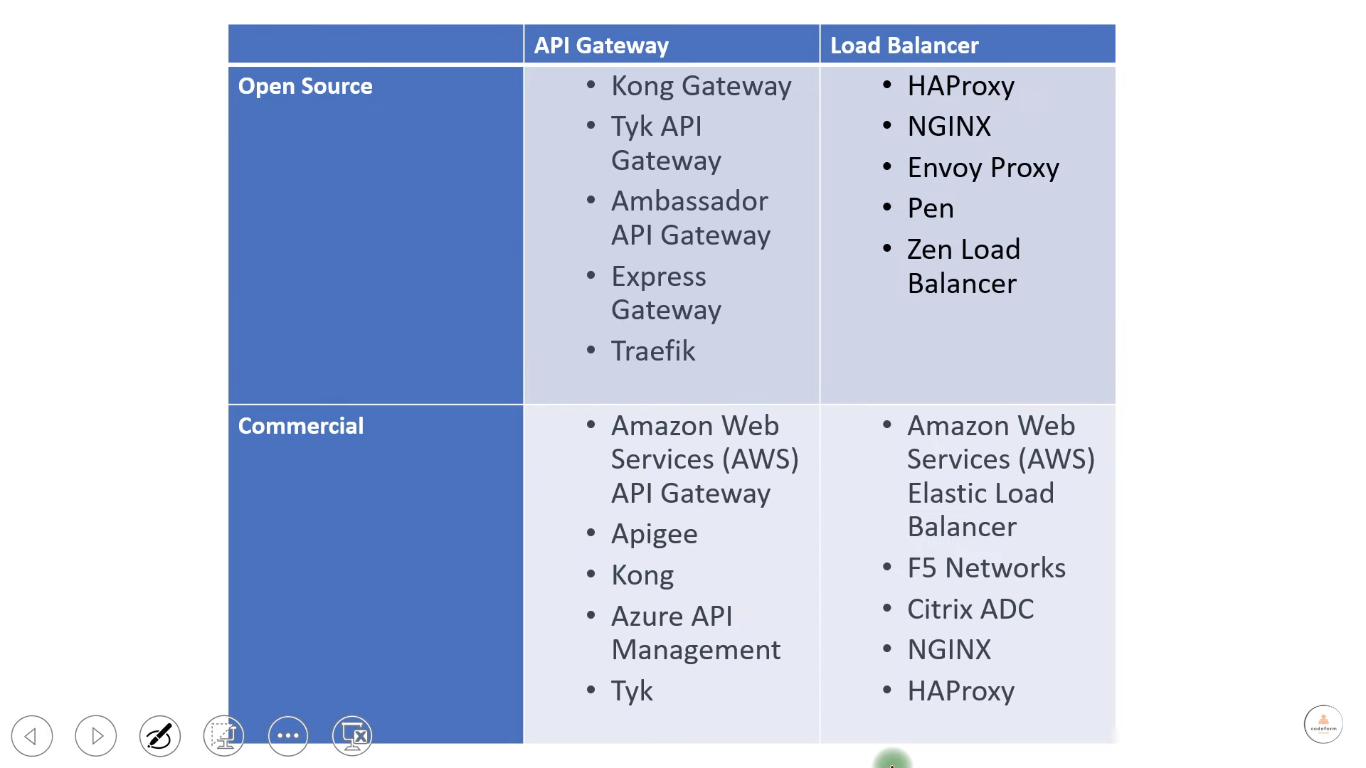 API Gateway
Load Balancer
Open Source
• Kong Gateway
• Tyk API
Gateway
• Ambassador
API Gateway
• Express
Gateway
• Traefik
• HAProxy
• NGINX
• Envoy Proxy
• Pen
• Zen Load
Balancer
Commercial
• Amazon Web
Services (AWS)
API Gateway
• Apigee
• Kong
• Azure API
Management
• Tyk
• Amazon Web
Services (AWS)
Elastic Load
Balancer
• F5 Networks
• Citrix ADC
• NGINX
• HAProxy
codefarm